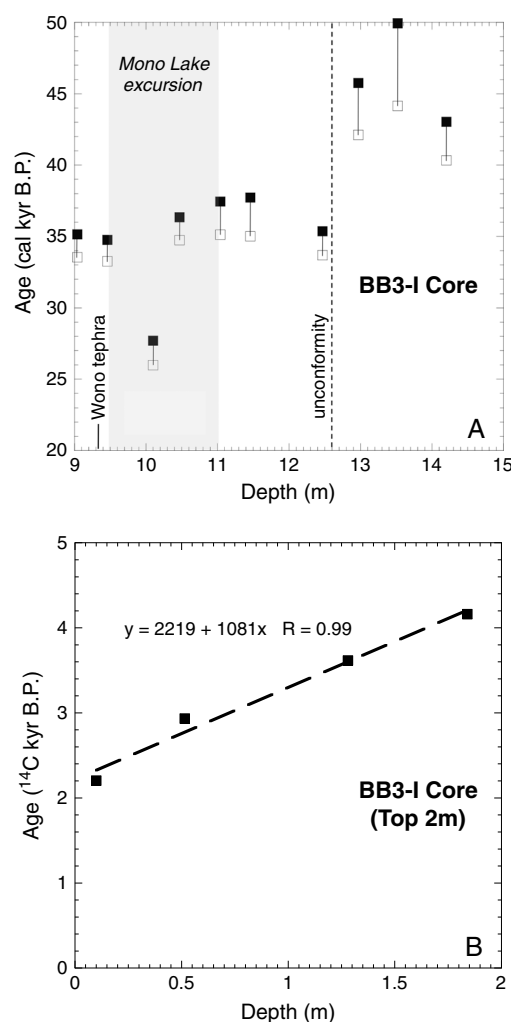 50
Mono Lake
excursion
45
40
Age (cal kyr B.P.)
35
30
BB3-I Core
Wono tephra
unconformity
25
20
A
9 10 11 12 13 14 15
Depth (m)
5
y = 2219 + 1081x R = 0.99
4
3
Age (¹⁴C kyr B.P.)
BB3-I Core
(Top 2m)
2
1
0
B
0 0.5 1 1.5 2
Depth (m)